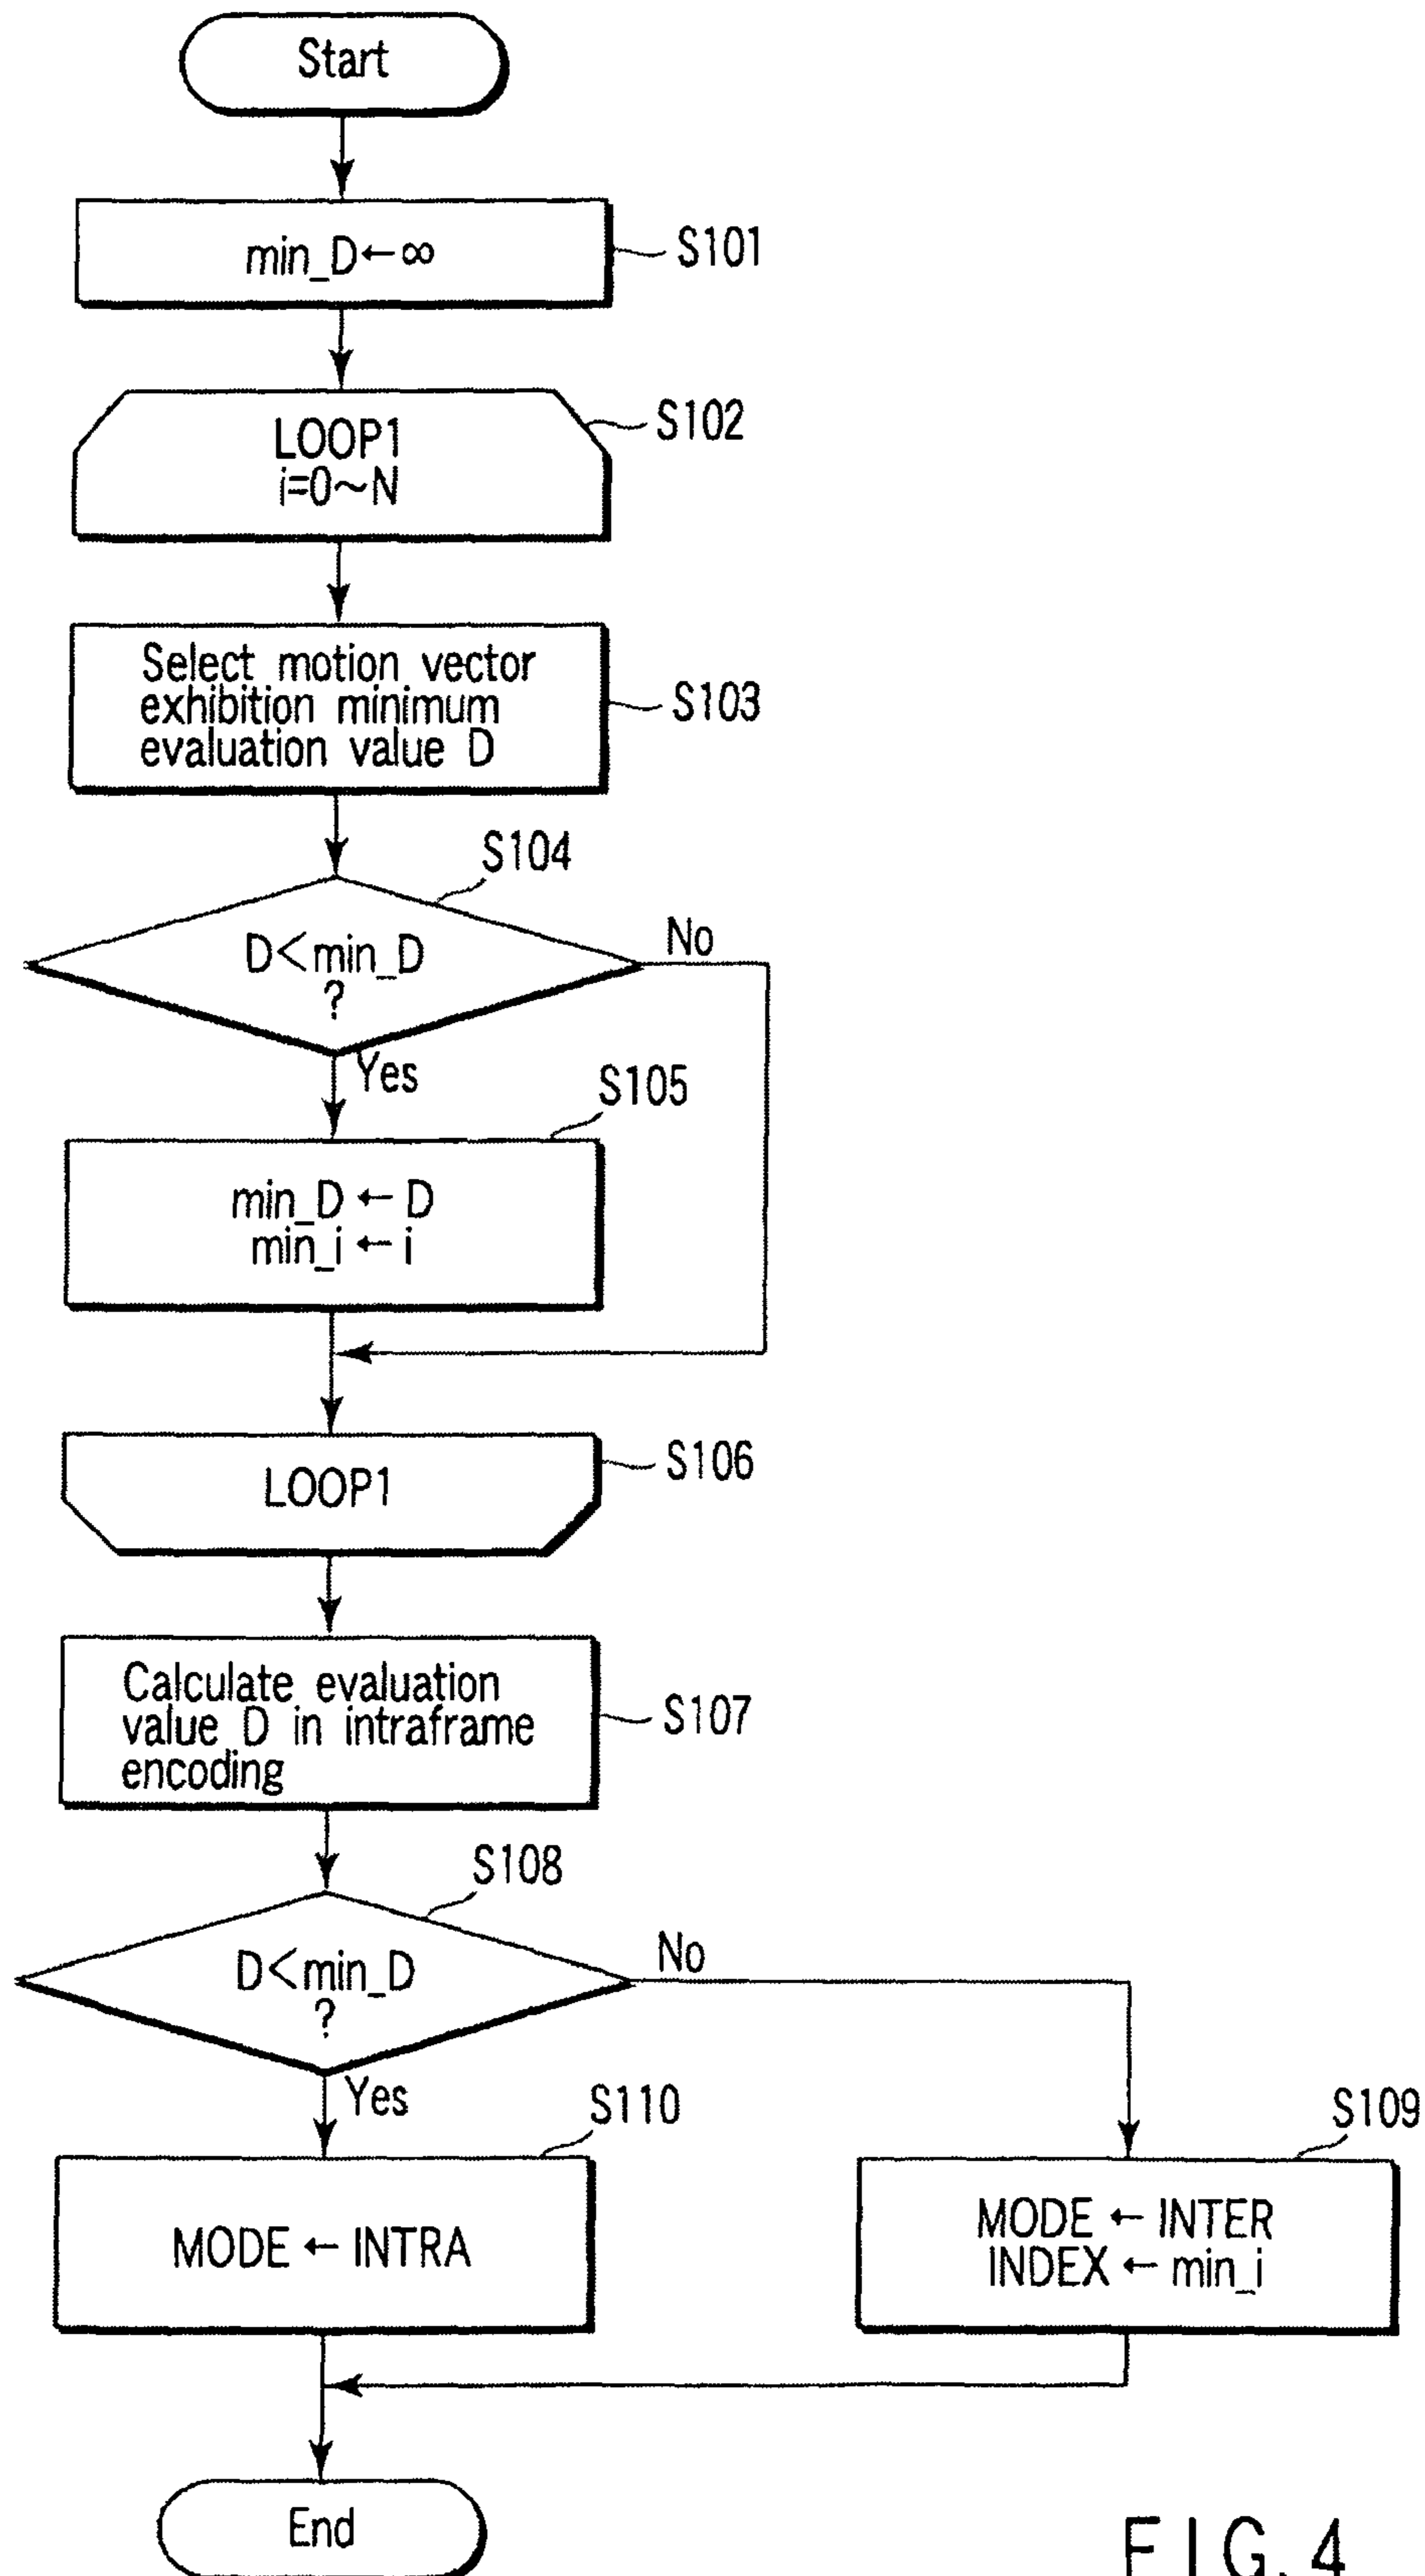 Start
min_D←∞
S101
LOOP1
i=0~N
S102
Select motion vector
exhibition minimum
evaluation value D
S103
S104
D<min_D
?
No
Yes
S105
min_D ← D
min_i ← i
LOOP1
S106
Calculate evaluation
value D in intraframe
encoding
S107
S108
D<min_D
?
No
Yes
S110
MODE ← INTRA
S109
MODE ← INTER
INDEX ← min_i
End
FIG. 4